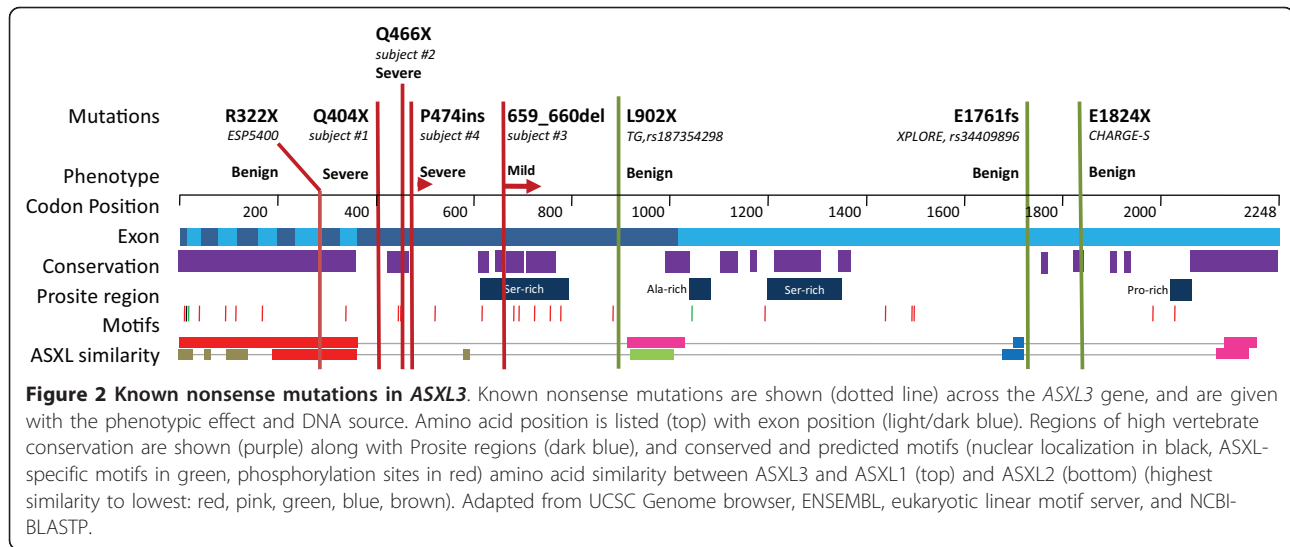 Q466X
subject #2
Severe
Mutations
R322X Q404X P474ins 659_660del L902X E1761fs E1824X
ESP5400 subject #1 subject #4 subject #3 TG,rs187354298 XPLORE, rs34409896 CHARGE-S
Phenotype Benign Severe Severe Mild Benign Benign Benign
Codon Position 200 400 600 800 1000 1200 1400 1600 1800 2000 2248
Exon
Conservation
Prosite region Ser-rich Ala-rich Ser-rich Pro-rich
Motifs
ASXL similarity
Figure 2 Known nonsense mutations in ASXL3. Known nonsense mutations are shown (dotted line) across the ASXL3 gene, and are given
with the phenotypic effect and DNA source. Amino acid position is listed (top) with exon position (light/dark blue). Regions of high vertebrate
conservation are shown (purple) along with Prosite regions (dark blue), and conserved and predicted motifs (nuclear localization in black, ASXL-
specific motifs in green, phosphorylation sites in red) amino acid similarity between ASXL3 and ASXL1 (top) and ASXL2 (bottom) (highest
similarity to lowest: red, pink, green, blue, brown). Adapted from UCSC Genome browser, ENSEMBL, eukaryotic linear motif server, and NCBI-
BLASTP.